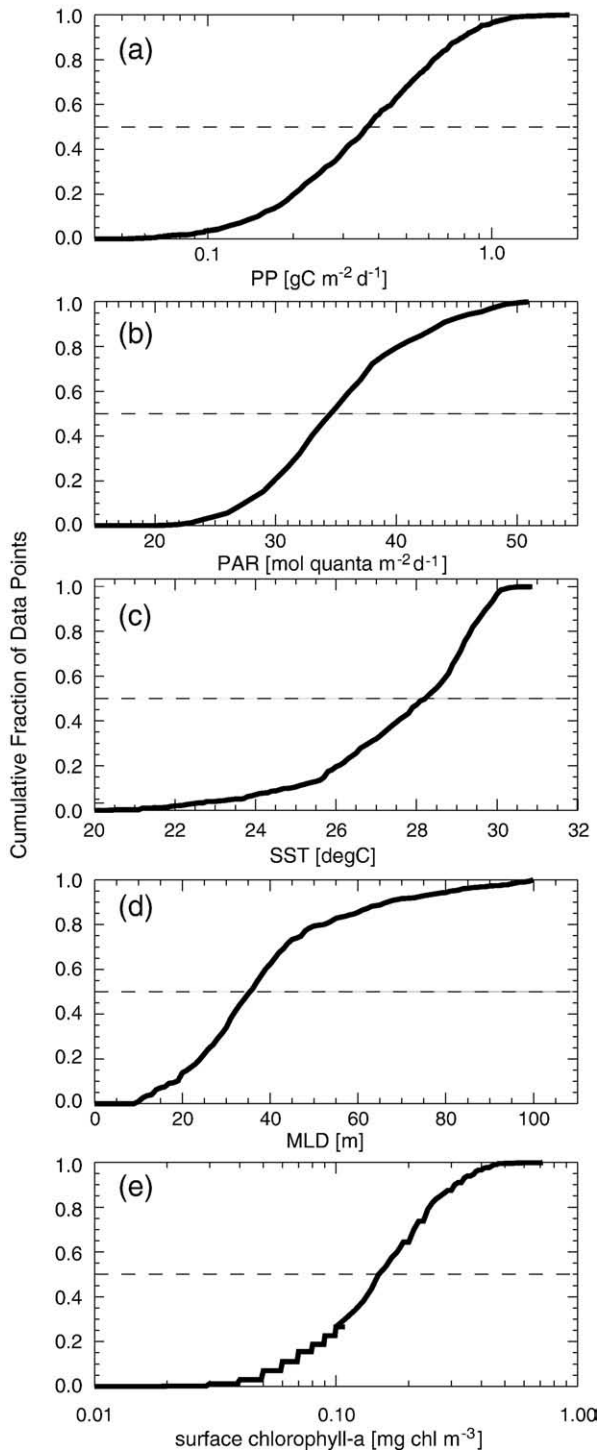 Cumulative Fraction of Data Points
(a)
1.0
0.8
0.6
0.4
0.2
0.0
0.1 1.0
PP [gC m⁻² d⁻¹]
(b)
1.0
0.8
0.6
0.4
0.2
0.0
20 30 40 50
PAR [mol quanta m⁻² d⁻¹]
(c)
1.0
0.8
0.6
0.4
0.2
0.0
20 22 24 26 28 30 32
SST [degC]
(d)
1.0
0.8
0.6
0.4
0.2
0.0
0 20 40 60 80 100
MLD [m]
(e)
1.0
0.8
0.6
0.4
0.2
0.0
0.01 0.10 1.00
surface chlorophyll-a [mg chl m⁻³]